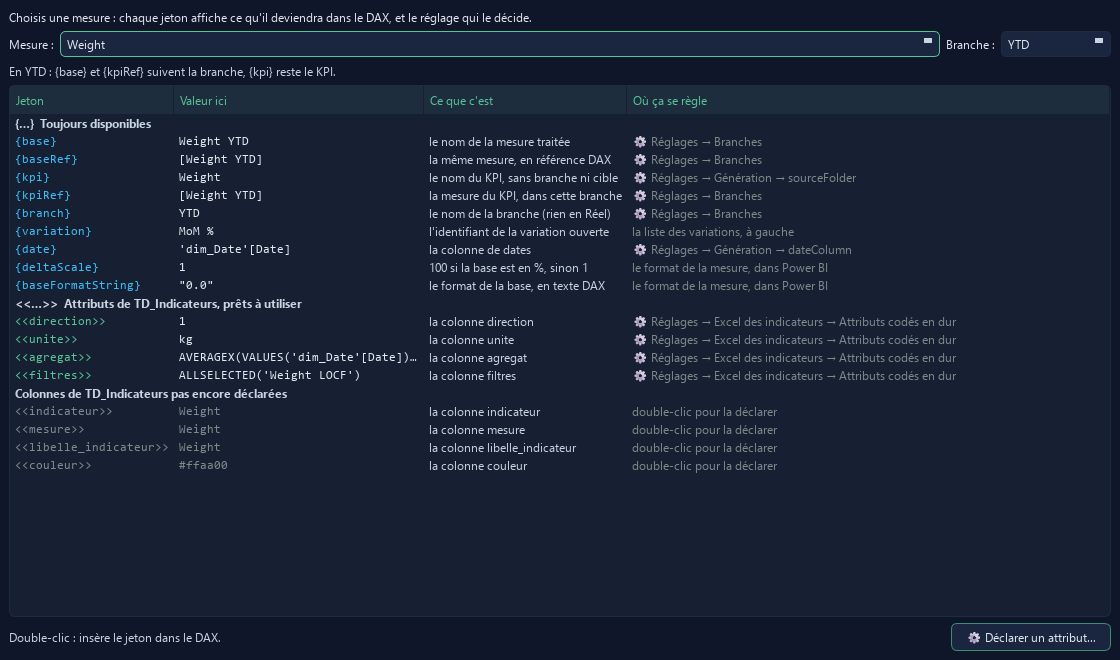 Choisis une mesure : chaque jeton affiche ce qu'il deviendra dans le DAX, et le réglage qui le décide.
Mesure : Weight Branche : YTD
En YTD : {base} et {kpiRef} suivent la branche, {kpi} reste le KPI.
Jeton Valeur ici Ce que c'est Où ça se règle
{...} Toujours disponibles
{base} Weight YTD le nom de la mesure traitée Réglages → Branches
{baseRef} [Weight YTD] la même mesure, en référence DAX Réglages → Branches
{kpi} Weight le nom du KPI, sans branche ni cible Réglages → Génération → sourceFolder
{kpiRef} [Weight YTD] la mesure du KPI, dans cette branche Réglages → Branches
{branch} YTD le nom de la branche (rien en Réel) Réglages → Branches
{variation} MoM % l'identifiant de la variation ouverte la liste des variations, à gauche
{date} 'dim_Date'[Date] la colonne de dates Réglages → Génération → dateColumn
{deltaScale} 1 100 si la base est en %, sinon 1 le format de la mesure, dans Power BI
{baseFormatString} "0.0" le format de la base, en texte DAX le format de la mesure, dans Power BI
<<...>> Attributs de TD_Indicateurs, prêts à utiliser
<<direction>> 1 la colonne direction Réglages → Excel des indicateurs → Attributs codés en dur
<<unite>> kg la colonne unite Réglages → Excel des indicateurs → Attributs codés en dur
<<agregat>> AVERAGEX(VALUES('dim_Date'[Date])… la colonne agregat Réglages → Excel des indicateurs → Attributs codés en dur
<<filtres>> ALLSELECTED('Weight LOCF') la colonne filtres Réglages → Excel des indicateurs → Attributs codés en dur
Colonnes de TD_Indicateurs pas encore déclarées
<<indicateur>> Weight la colonne indicateur double-clic pour la déclarer
<<mesure>> Weight la colonne mesure double-clic pour la déclarer
<<libelle_indicateur>> Weight la colonne libelle_indicateur double-clic pour la déclarer
<<couleur>> #ffaa00 la colonne couleur double-clic pour la déclarer
Double-clic : insère le jeton dans le DAX. Déclarer un attribut...